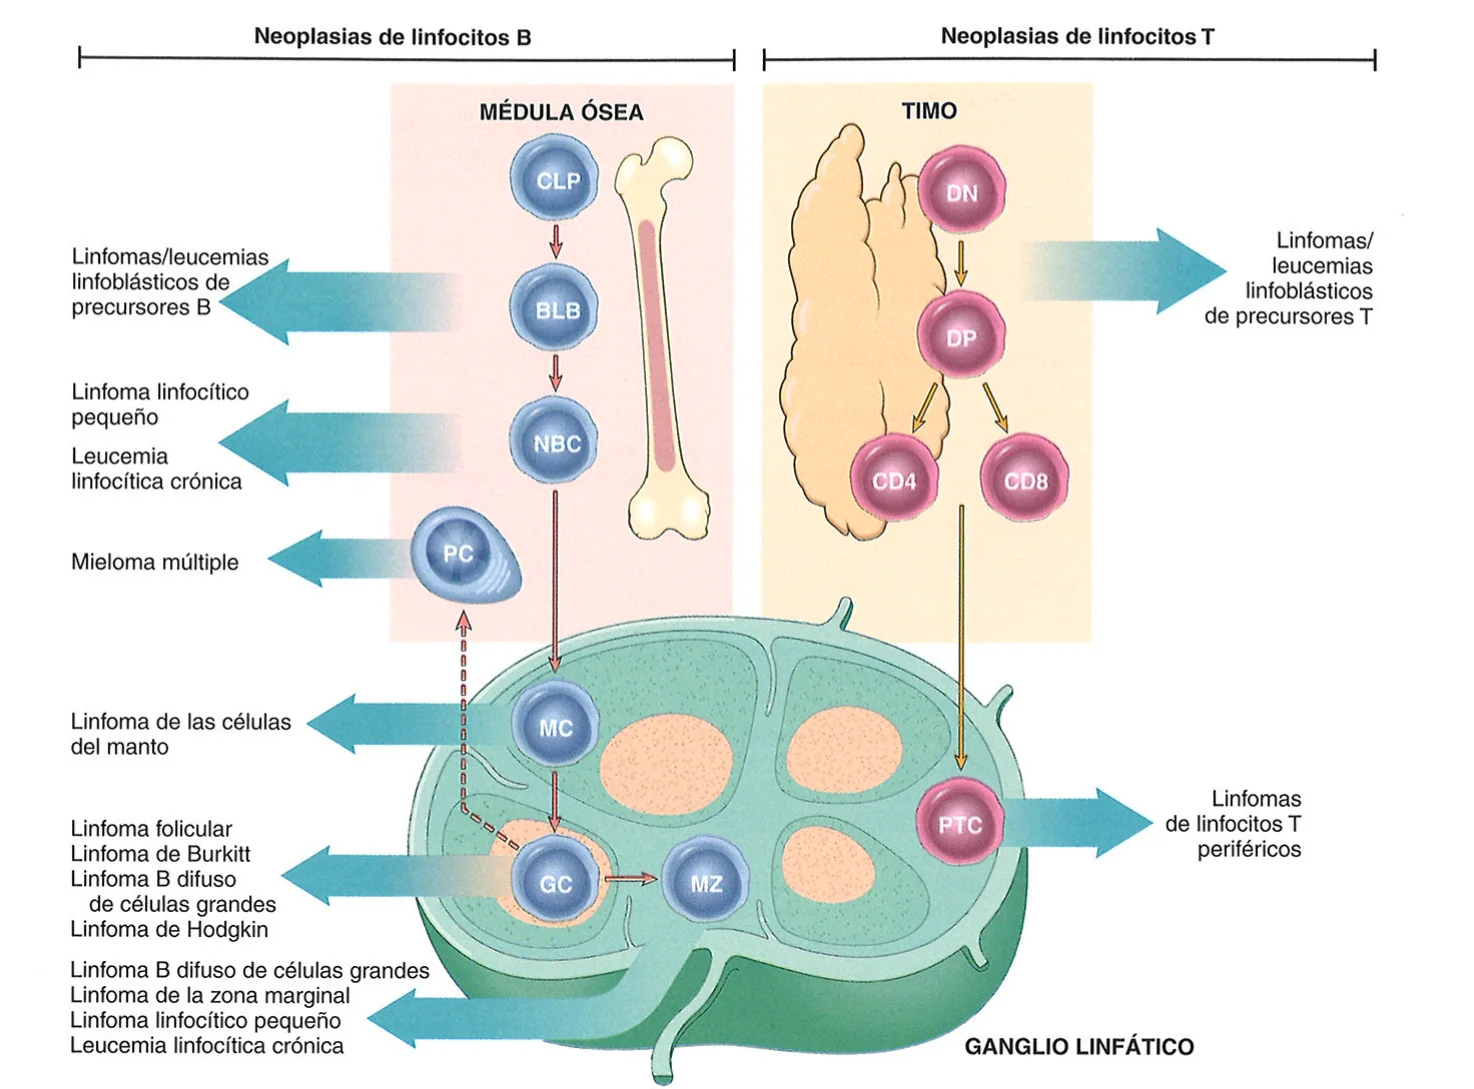 Neoplasias de linfocitos B
Neoplasias de linfocitos T
MÉDULA ÓSEA
TIMO
CLP
BLB
NBC
PC
MC
GC
MZ
DN
DP
CD4
CD8
PTC
Linfomas/leucemias
linfoblásticos de
precursores B
Linfoma linfocítico
pequeño
Leucemia
linfocítica crónica
Mieloma múltiple
Linfoma de las células
del manto
Linfoma folicular
Linfoma de Burkitt
Linfoma B difuso
de células grandes
Linfoma de Hodgkin
Linfoma B difuso de células grandes
Linfoma de la zona marginal
Linfoma linfocítico pequeño
Leucemia linfocítica crónica
Linfomas/
leucemias
linfoblásticos
de precursores T
Linfomas
de linfocitos T
periféricos
GANGLIO LINFÁTICO